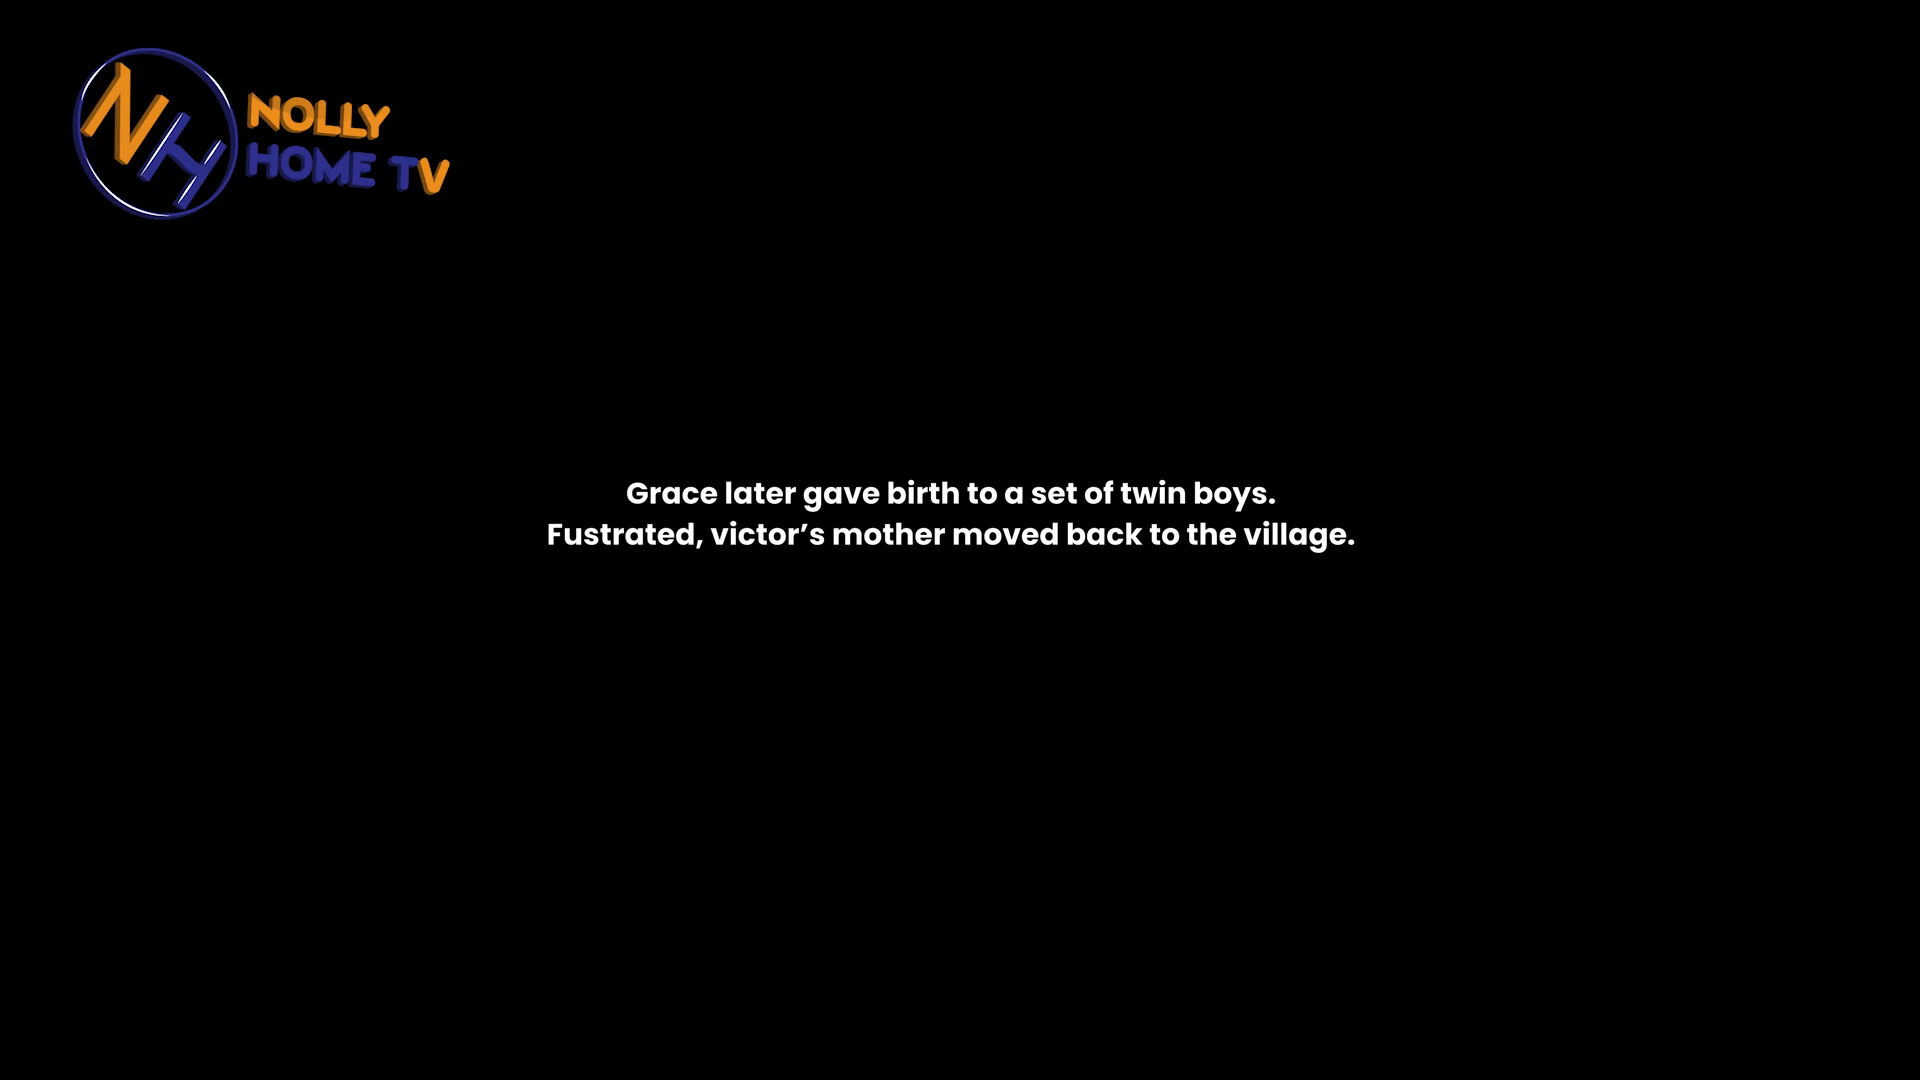 NH
NOLLY
HOME TV
Grace later gave birth to a set of twin boys.
Fustrated, victor’s mother moved back to the village.